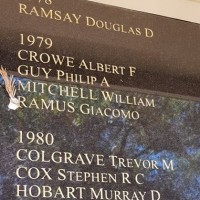 RAMSAY DOUGLAS D
1979
CROWE ALBERT F
GUY PHILIP A
MITCHELL WILLIAM
RAMUS GIACOMO
1980
COLGRAVE TREVOR M
COX STEPHEN R C
HOBART MURRAY D